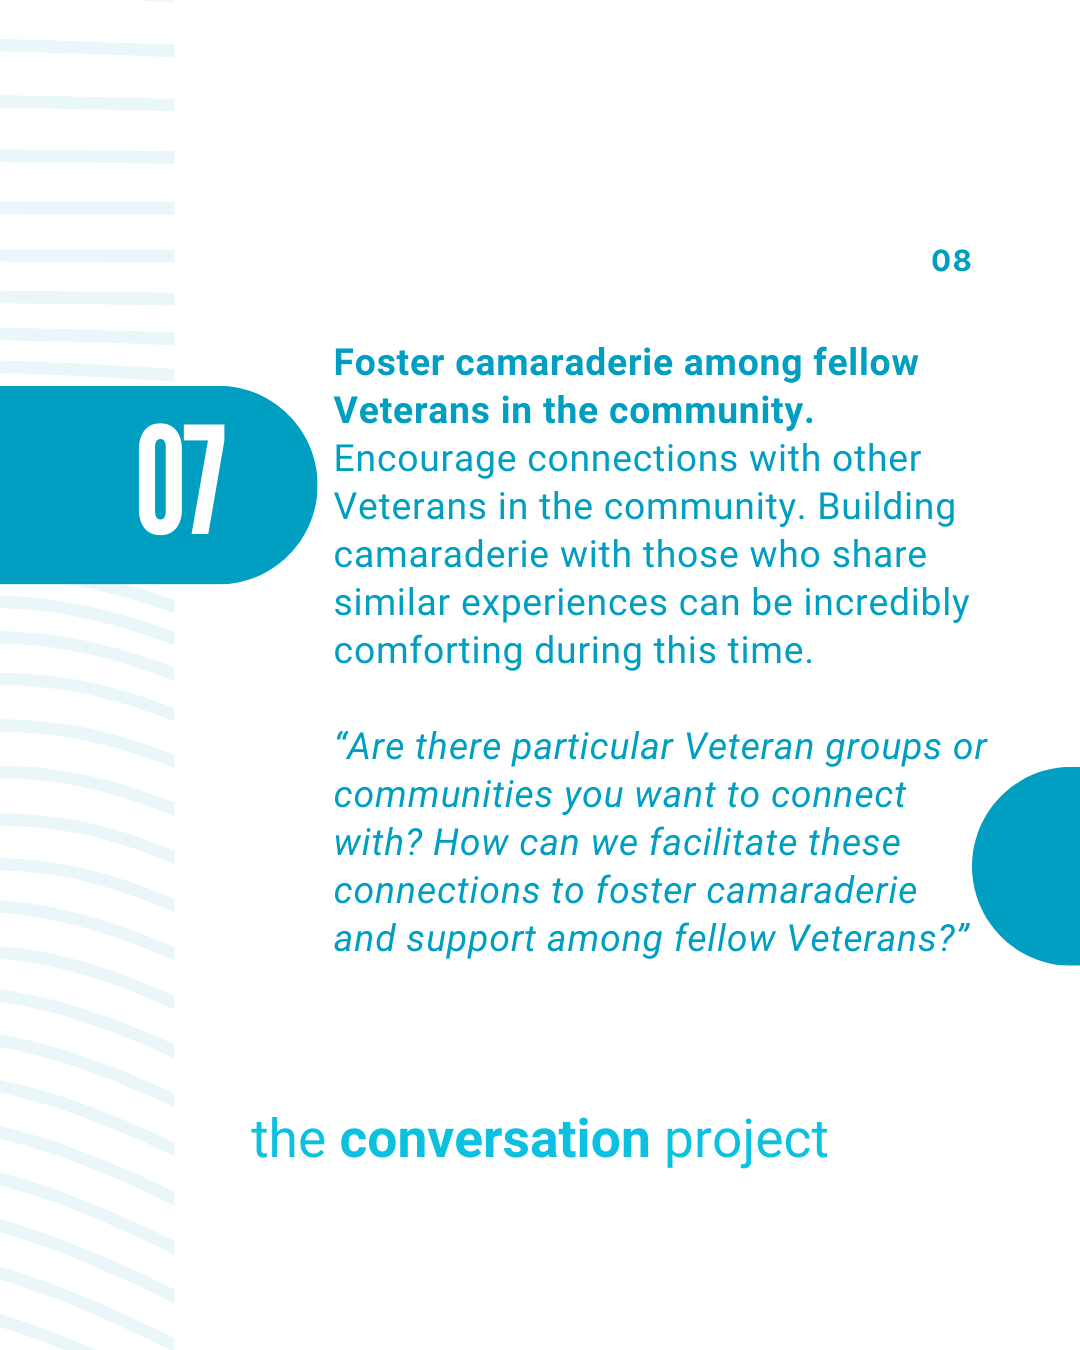 08
07
Foster camaraderie among fellow
Veterans in the community.
Encourage connections with other
Veterans in the community. Building
camaraderie with those who share
similar experiences can be incredibly
comforting during this time.
“Are there particular Veteran groups or
communities you want to connect
with? How can we facilitate these
connections to foster camaraderie
and support among fellow Veterans?”
the conversation project